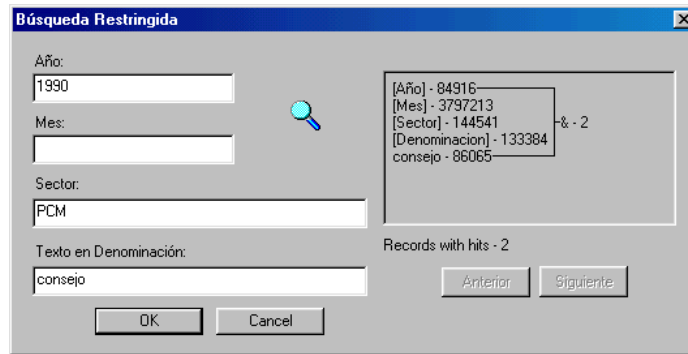 Búsqueda Restringida
Año:
1990
Mes:
Sector:
PCM
Texto en Denominación:
consejo
OK
Cancel
[Año] - 84916
[Mes] - 3797213
[Sector] - 144541
[Denominacion] - 133384
consejo - 86065
& - 2
Records with hits - 2
Anterior
Siguiente